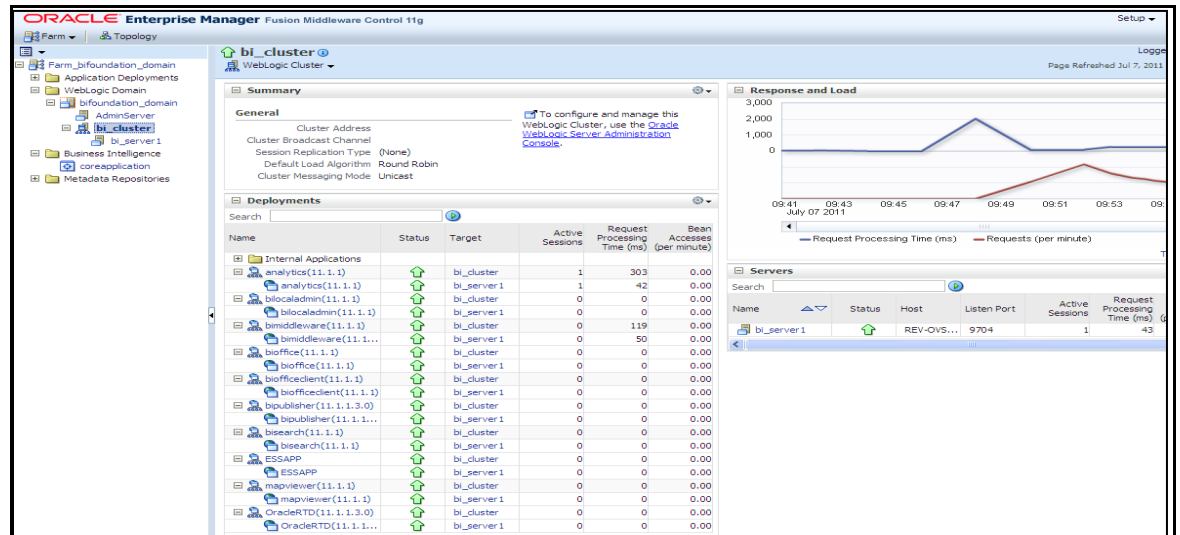 ORACLE Enterprise Manager Fusion Middleware Control 11g
Setup
Farm Topology
Farm_bifoundation_domain
Application Deployments
WebLogic Domain
bifoundation_domain
AdminServer
bi_cluster
bi_server1
Business Intelligence
coreapplication
Metadata Repositories
bi_cluster
WebLogic Cluster
Logge
Page Refreshed Jul 7, 2011
Summary
General
Cluster Address
Cluster Broadcast Channel
Session Replication Type (None)
Default Load Algorithm Round Robin
Cluster Messaging Mode Unicast
To configure and manage this
WebLogic Cluster, use the Oracle
WebLogic Server Administration
Console.
Deployments
Search
Name Status Target Active Sessions Request Processing Time (ms) Bean Accesses (per minute)
Internal Applications
analytics(11.1.1) bi_cluster 1 303 0.00
analytics(11.1.1) bi_server1 1 42 0.00
bilocaladmin(11.1.1) bi_cluster 0 0 0.00
bilocaladmin(11.1.1) bi_server1 0 0 0.00
bimiddleware(11.1.1) bi_cluster 0 119 0.00
bimiddleware(11.1... bi_server1 0 50 0.00
bioffice(11.1.1) bi_cluster 0 0 0.00
bioffice(11.1.1) bi_server1 0 0 0.00
biofficeclient(11.1.1) bi_cluster 0 0 0.00
biofficeclient(11.1.1) bi_server1 0 0 0.00
bipublisher(11.1.1.3.0) bi_cluster 0 0 0.00
bipublisher(11.1.1... bi_server1 0 0 0.00
bisearch(11.1.1) bi_cluster 0 0 0.00
bisearch(11.1.1) bi_server1 0 0 0.00
ESSAPP bi_cluster 0 0 0.00
ESSAPP bi_server1 0 0 0.00
mapviewer(11.1.1) bi_cluster 0 0 0.00
mapviewer(11.1.1) bi_server1 0 0 0.00
OracleRTD(11.1.1.3.0) bi_cluster 0 0 0.00
OracleRTD(11.1.1... bi_server1 0 0 0.00
Response and Load
3,000
2,000
1,000
0
09:41 09:43 09:45 09:47 09:49 09:51 09:53 09:
July 07 2011
Request Processing Time (ms) Requests (per minute)
T
Servers
Search
Name Status Host Listen Port Active Sessions Request Processing Time (ms) (p
bi_server1 REV-OVS... 9704 1 43